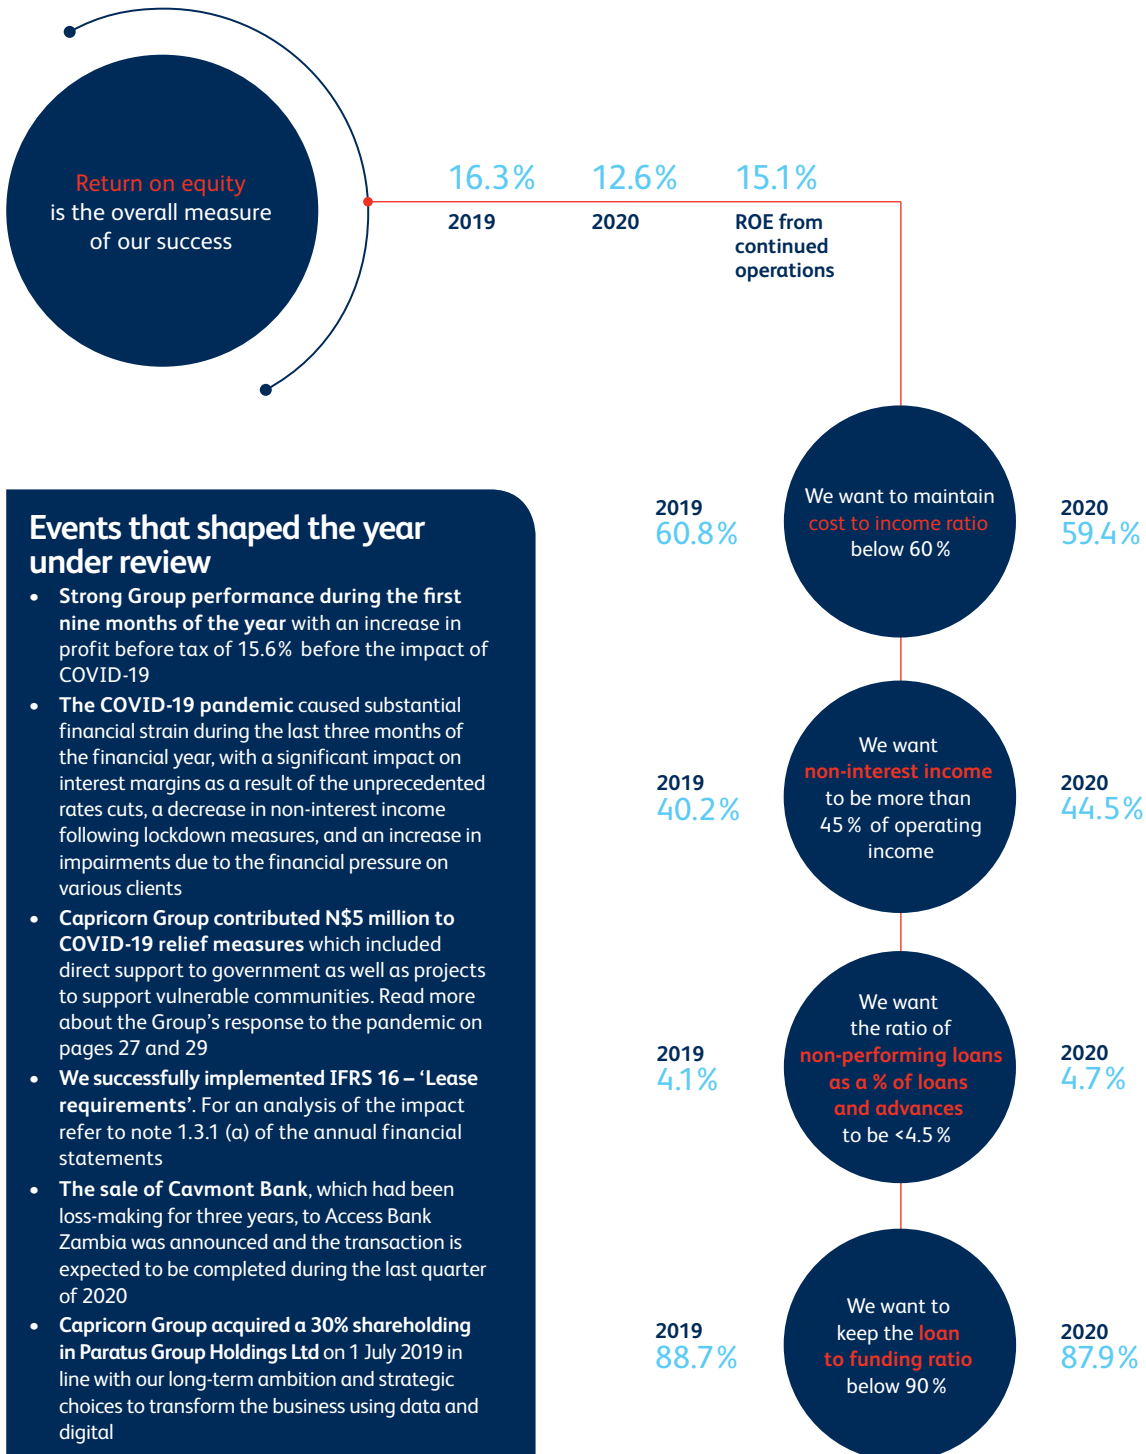 Return on equity
is the overall measure
of our success
16.3% 12.6% 15.1%
2019 2020 ROE from
continued
operations
Events that shaped the year
under review
• Strong Group performance during the first
nine months of the year with an increase in
profit before tax of 15.6% before the impact of
COVID-19
• The COVID-19 pandemic caused substantial
financial strain during the last three months of
the financial year, with a significant impact on
interest margins as a result of the unprecedented
rates cuts, a decrease in non-interest income
following lockdown measures, and an increase in
impairments due to the financial pressure on
various clients
• Capricorn Group contributed N$5 million to
COVID-19 relief measures which included
direct support to government as well as projects
to support vulnerable communities. Read more
about the Group's response to the pandemic on
pages 27 and 29
• We successfully implemented IFRS 16 – ‘Lease
requirements’. For an analysis of the impact
refer to note 1.3.1 (a) of the annual financial
statements
• The sale of Cavmont Bank, which had been
loss-making for three years, to Access Bank
Zambia was announced and the transaction is
expected to be completed during the last quarter
of 2020
• Capricorn Group acquired a 30% shareholding
in Paratus Group Holdings Ltd on 1 July 2019 in
line with our long-term ambition and strategic
choices to transform the business using data and
digital
2019
60.8%
We want to maintain
cost to income ratio
below 60%
2020
59.4%
2019
40.2%
We want
non-interest income
to be more than
45% of operating
income
2020
44.5%
2019
4.1%
We want
the ratio of
non-performing loans
as a % of loans
and advances
to be <4.5%
2020
4.7%
2019
88.7%
We want to
keep the loan
to funding ratio
below 90%
2020
87.9%